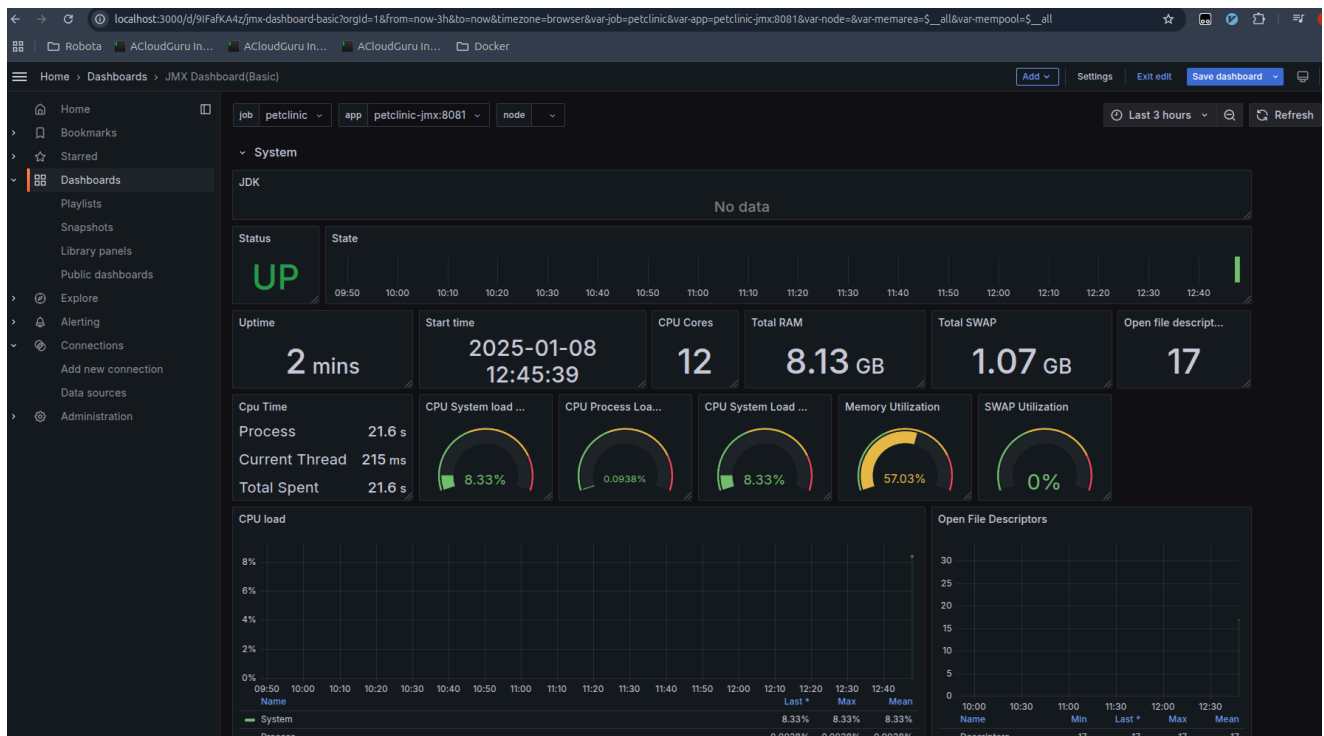 localhost:3000/d/9IFafKA4z/jmx-dashboard-basic?orgId=1&from=now-3h&to=now&timezone=browser&var-job=petclinic&var-app=petclinic-jmx:8081&var-node=&var-memarea=$__all&var-mempool=$__all
Robota ACloudGuru In... ACloudGuru In... ACloudGuru In... Docker
Home › Dashboards › JMX Dashboard(Basic) Add Settings Exit edit Save dashboard
Home
Bookmarks
Starred
Dashboards
Playlists
Snapshots
Library panels
Public dashboards
Explore
Alerting
Connections
Add new connection
Data sources
Administration
job petclinic app petclinic-jmx:8081 node Last 3 hours Refresh
System
JDK
No data
Status State
UP
09:50 10:00 10:10 10:20 10:30 10:40 10:50 11:00 11:10 11:20 11:30 11:40 11:50 12:00 12:10 12:20 12:30 12:40
Uptime Start time CPU Cores Total RAM Total SWAP Open file descript...
2 mins 2025-01-08 12 8.13 GB 1.07 GB 17
12:45:39
Cpu Time CPU System load ... CPU Process Loa... CPU System Load ... Memory Utilization SWAP Utilization
Process 21.6 s
Current Thread 215 ms
Total Spent 21.6 s
8.33% 0.0938% 8.33% 57.03% 0%
CPU load
8%
6%
4%
2%
0%
09:50 10:00 10:10 10:20 10:30 10:40 10:50 11:00 11:10 11:20 11:30 11:40 11:50 12:00 12:10 12:20 12:30 12:40
Name Last * Max Mean
System 8.33% 8.33% 8.33%
Open File Descriptors
30
25
20
15
10
5
0
10:00 10:30 11:00 11:30 12:00 12:30
Name Min Last * Max Mean